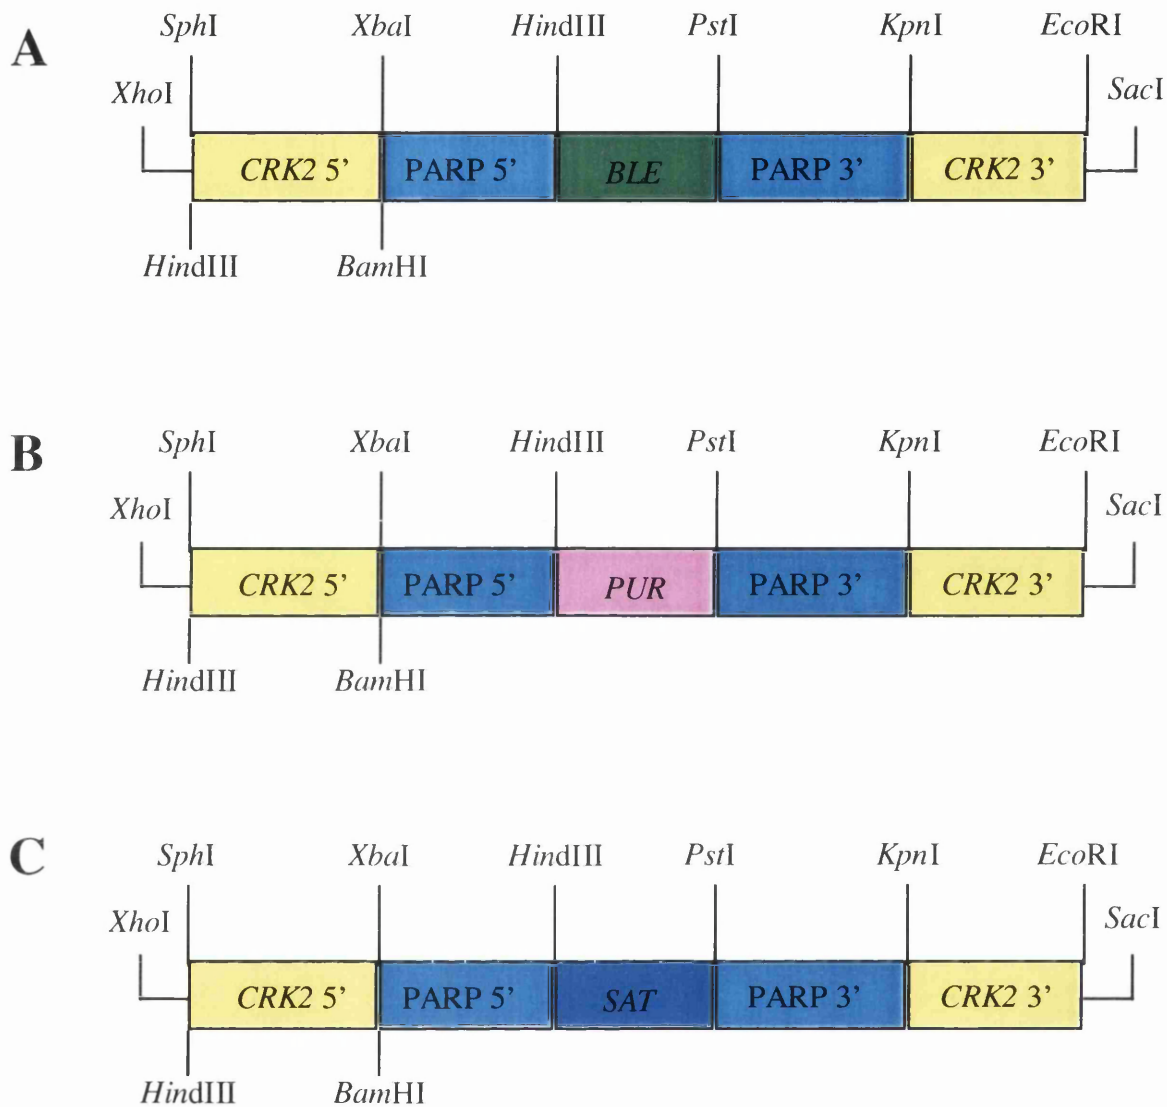 A
SphI XbaI HindIII PstI KpnI EcoRI
XhoI SacI
CRK2 5’ PARP 5’ BLE PARP 3’ CRK2 3’
HindIII BamHI
B
SphI XbaI HindIII PstI KpnI EcoRI
XhoI SacI
CRK2 5’ PARP 5’ PUR PARP 3’ CRK2 3’
HindIII BamHI
C
SphI XbaI HindIII PstI KpnI EcoRI
XhoI SacI
CRK2 5’ PARP 5’ SAT PARP 3’ CRK2 3’
HindIII BamHI